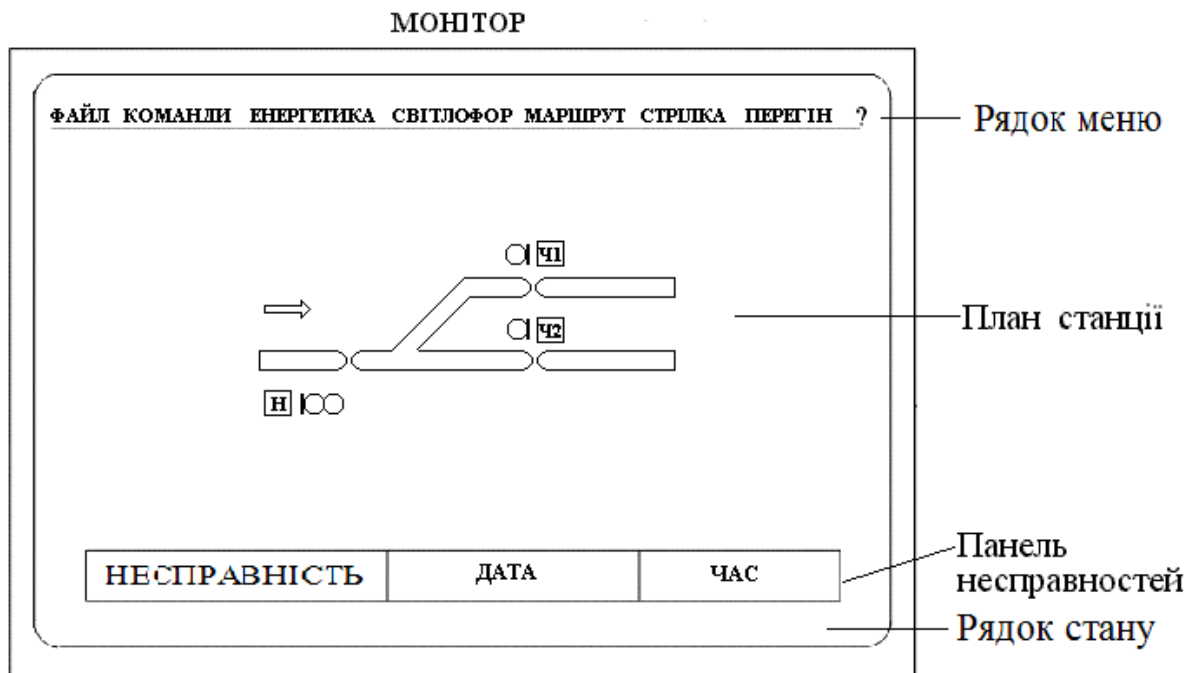 МОНІТОР
ФАЙЛ КОМАНДИ ЕНЕРГЕТИКА СВІТЛОФОР МАРШРУТ СТРІЛКА ПЕРЕГІН ?
Рядок меню
Ч1
Ч2
План станції
Н
НЕСПРАВНІСТЬ ДАТА ЧАС
Панель
несправностей
Рядок стану